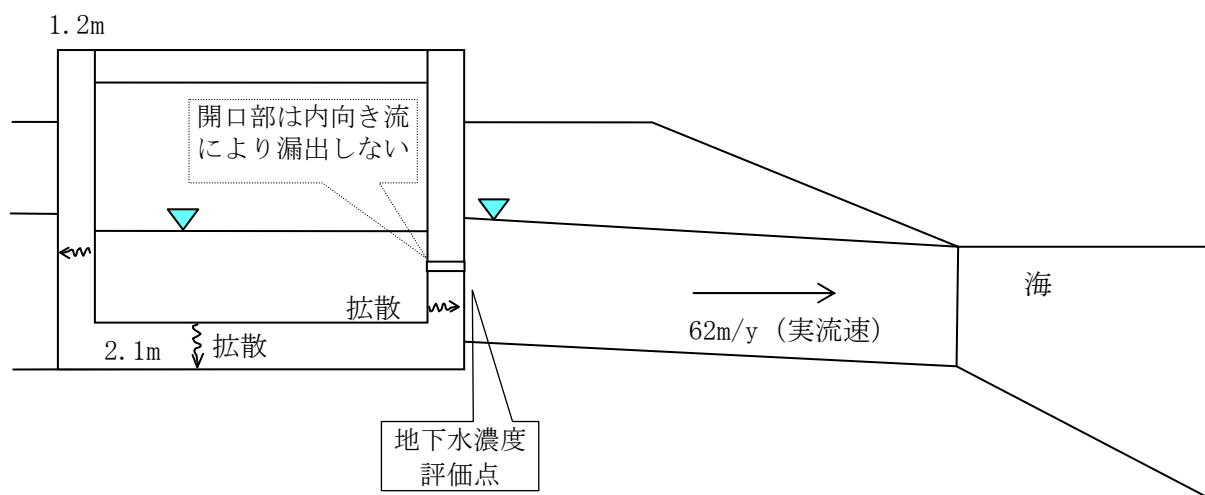 1.2m
開口部は内向き流
により漏出しない
海
拡散
62m/y (実流速)
2.1m
拡散
地下水濃度
評価点